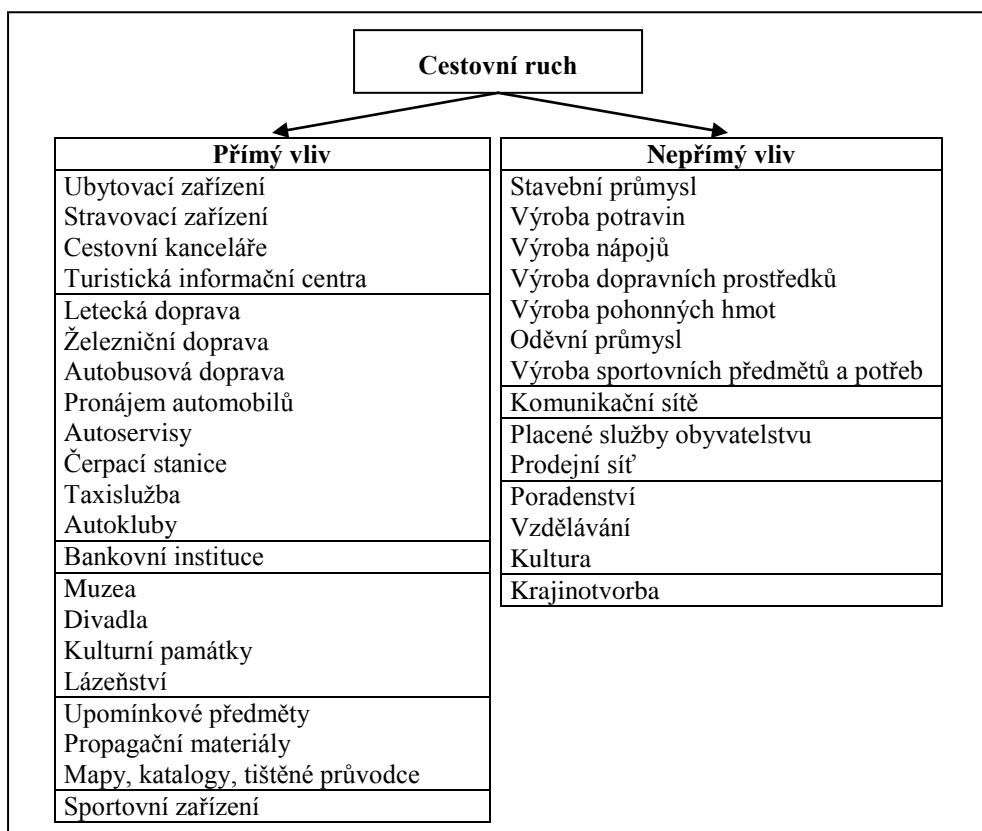 Cestovní ruch
Přímý vliv
Ubytovací zařízení
Stravovací zařízení
Cestovní kanceláře
Turistická informační centra
Letecká doprava
Železniční doprava
Autobusová doprava
Pronájem automobilů
Autoservisy
Čerpací stanice
Taxislužba
Autokluby
Bankovní instituce
Muzea
Divadla
Kulturní památky
Lázeňství
Upomínkové předměty
Propagační materiály
Mapy, katalogy, tištěné průvodce
Sportovní zařízení
Nepřímý vliv
Stavební průmysl
Výroba potravin
Výroba nápojů
Výroba dopravních prostředků
Výroba pohonných hmot
Oděvní průmysl
Výroba sportovních předmětů a potřeb
Komunikační sítě
Placené služby obyvatelstvu
Prodejní síť
Poradenství
Vzdělávání
Kultura
Krajinotvorba